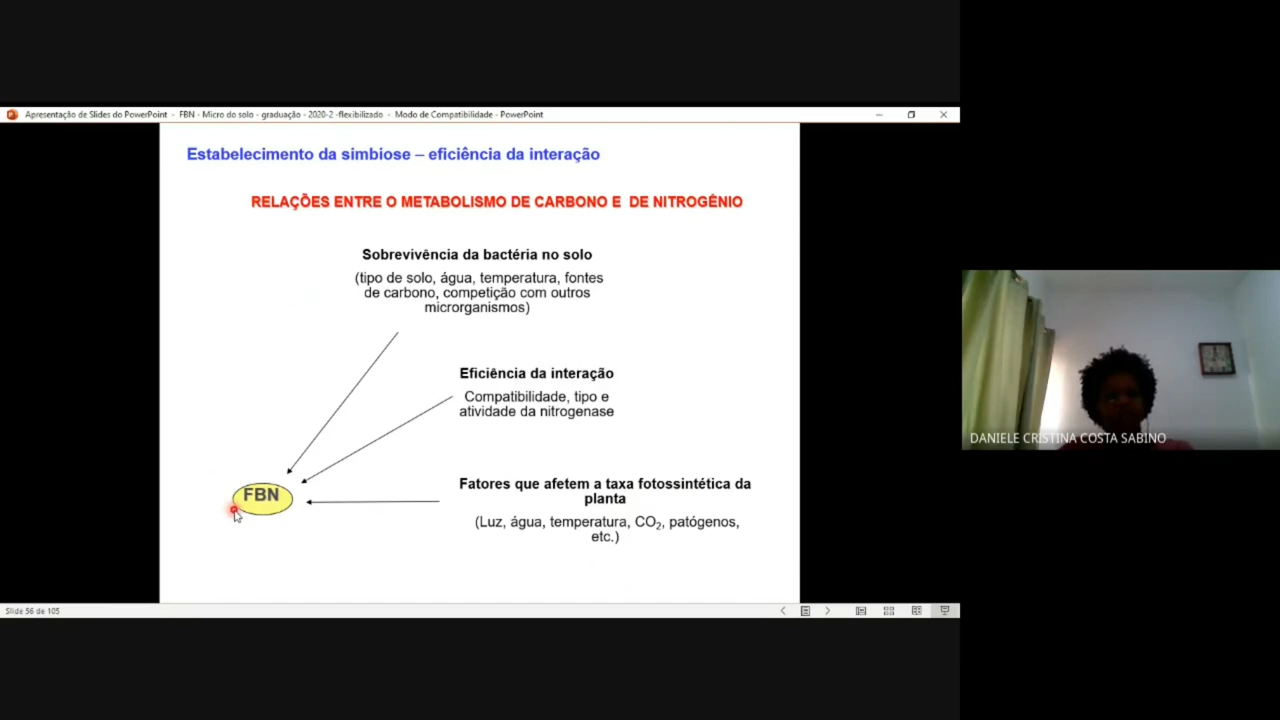 Apresentação de Slides do PowerPoint - FBN - Micro do solo - graduação - 2020-2 -flexibilizado - Modo de Compatibilidade - PowerPoint
Estabelecimento da simbiose – eficiência da interação
RELAÇÕES ENTRE O METABOLISMO DE CARBONO E DE NITROGÊNIO
Sobrevivência da bactéria no solo
(tipo de solo, água, temperatura, fontes
de carbono, competição com outros
microrganismos)
Eficiência da interação
Compatibilidade, tipo e
atividade da nitrogenase
FBN
Fatores que afetem a taxa fotossintética da
planta
(Luz, água, temperatura, CO₂, patógenos,
etc.)
DANIELE CRISTINA COSTA SABINO
Slide 56 de 105